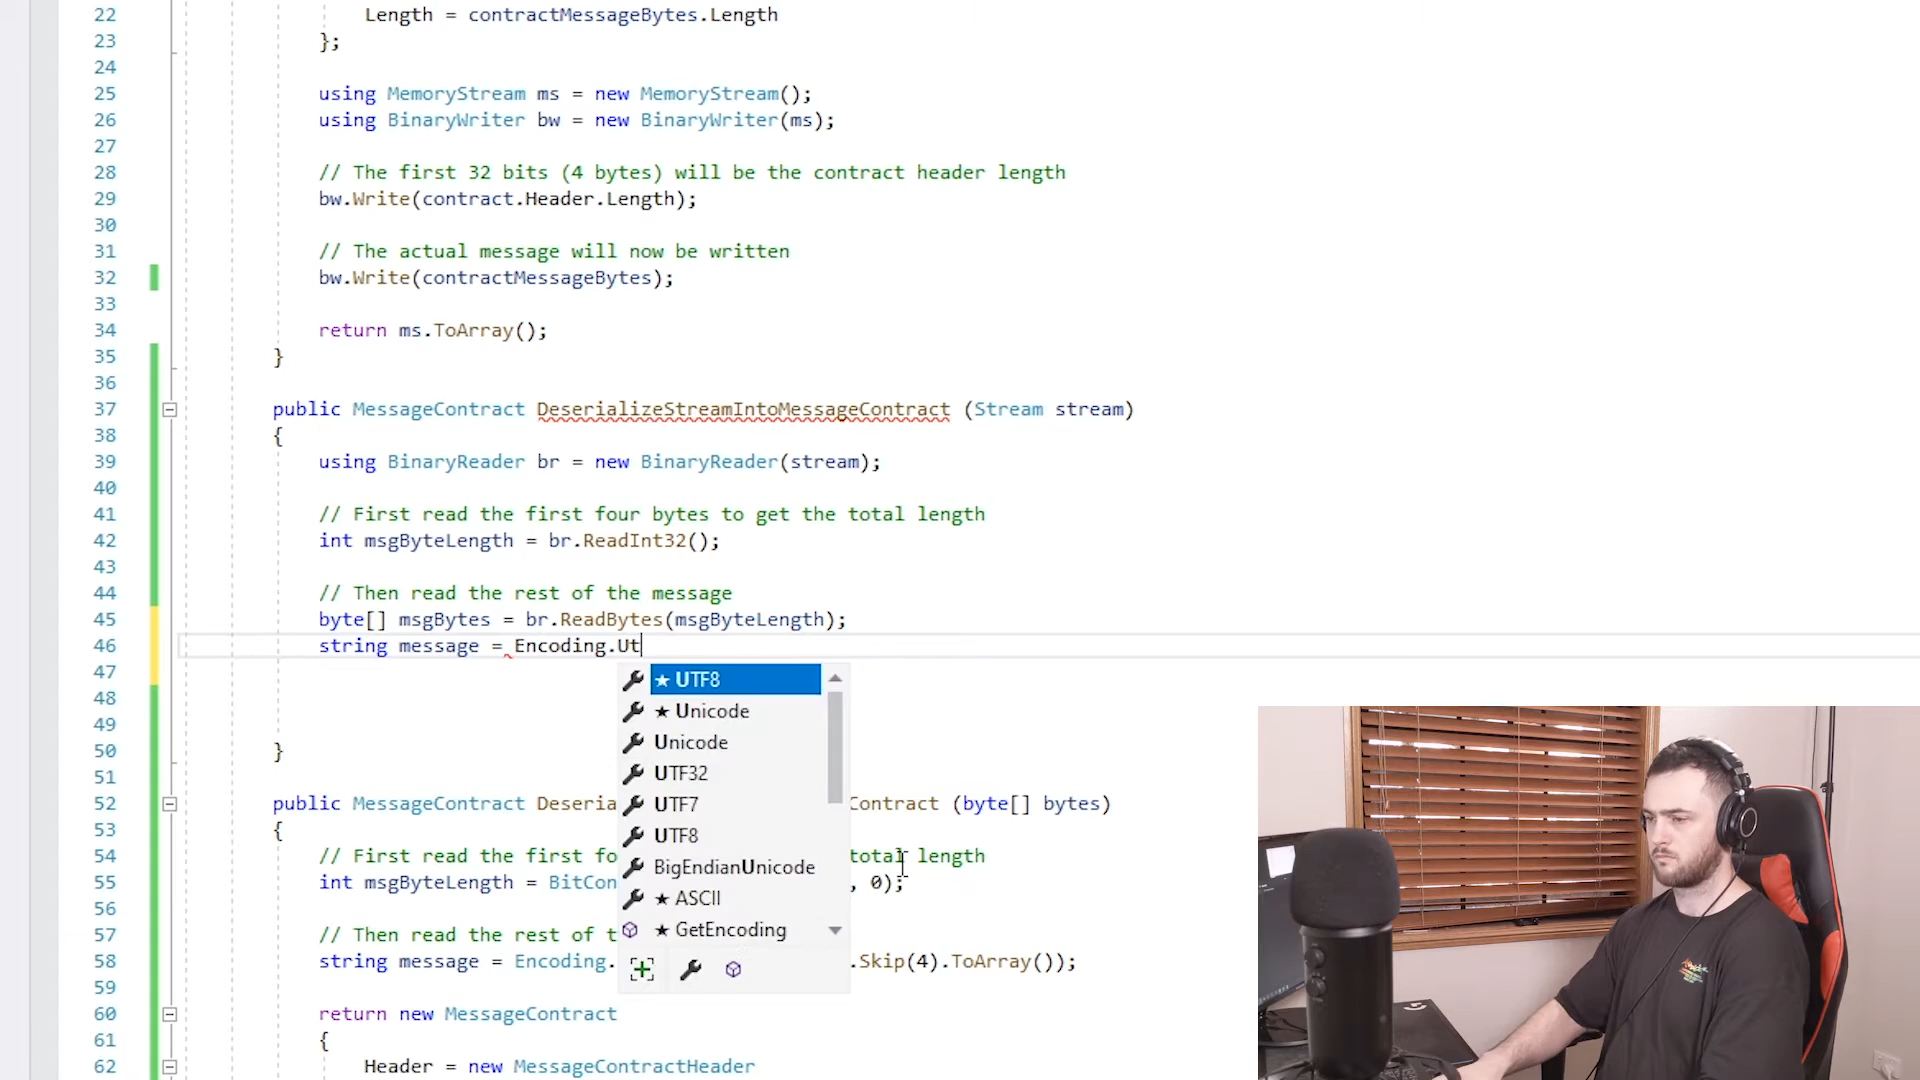 22 Length = contractMessageBytes.Length
23 };
24
25 using MemoryStream ms = new MemoryStream();
26 using BinaryWriter bw = new BinaryWriter(ms);
27
28 // The first 32 bits (4 bytes) will be the contract header length
29 bw.Write(contract.Header.Length);
30
31 // The actual message will now be written
32 bw.Write(contractMessageBytes);
33
34 return ms.ToArray();
35 }
36
37 public MessageContract DeserializeStreamIntoMessageContract (Stream stream)
38 {
39 using BinaryReader br = new BinaryReader(stream);
40
41 // First read the first four bytes to get the total length
42 int msgByteLength = br.ReadInt32();
43
44 // Then read the rest of the message
45 byte[] msgBytes = br.ReadBytes(msgByteLength);
46 string message = Encoding.Ut
47
48
49
50 }
51
52 public MessageContract Deseria Contract (byte[] bytes)
53 {
54 // First read the first fo total length
55 int msgByteLength = BitCon , 0);
56
57 // Then read the rest of t
58 string message = Encoding. .Skip(4).ToArray());
59
60 return new MessageContract
61 {
62 Header = new MessageContractHeader
★ UTF8
★ Unicode
Unicode
UTF32
UTF7
UTF8
BigEndianUnicode
★ ASCII
★ GetEncoding